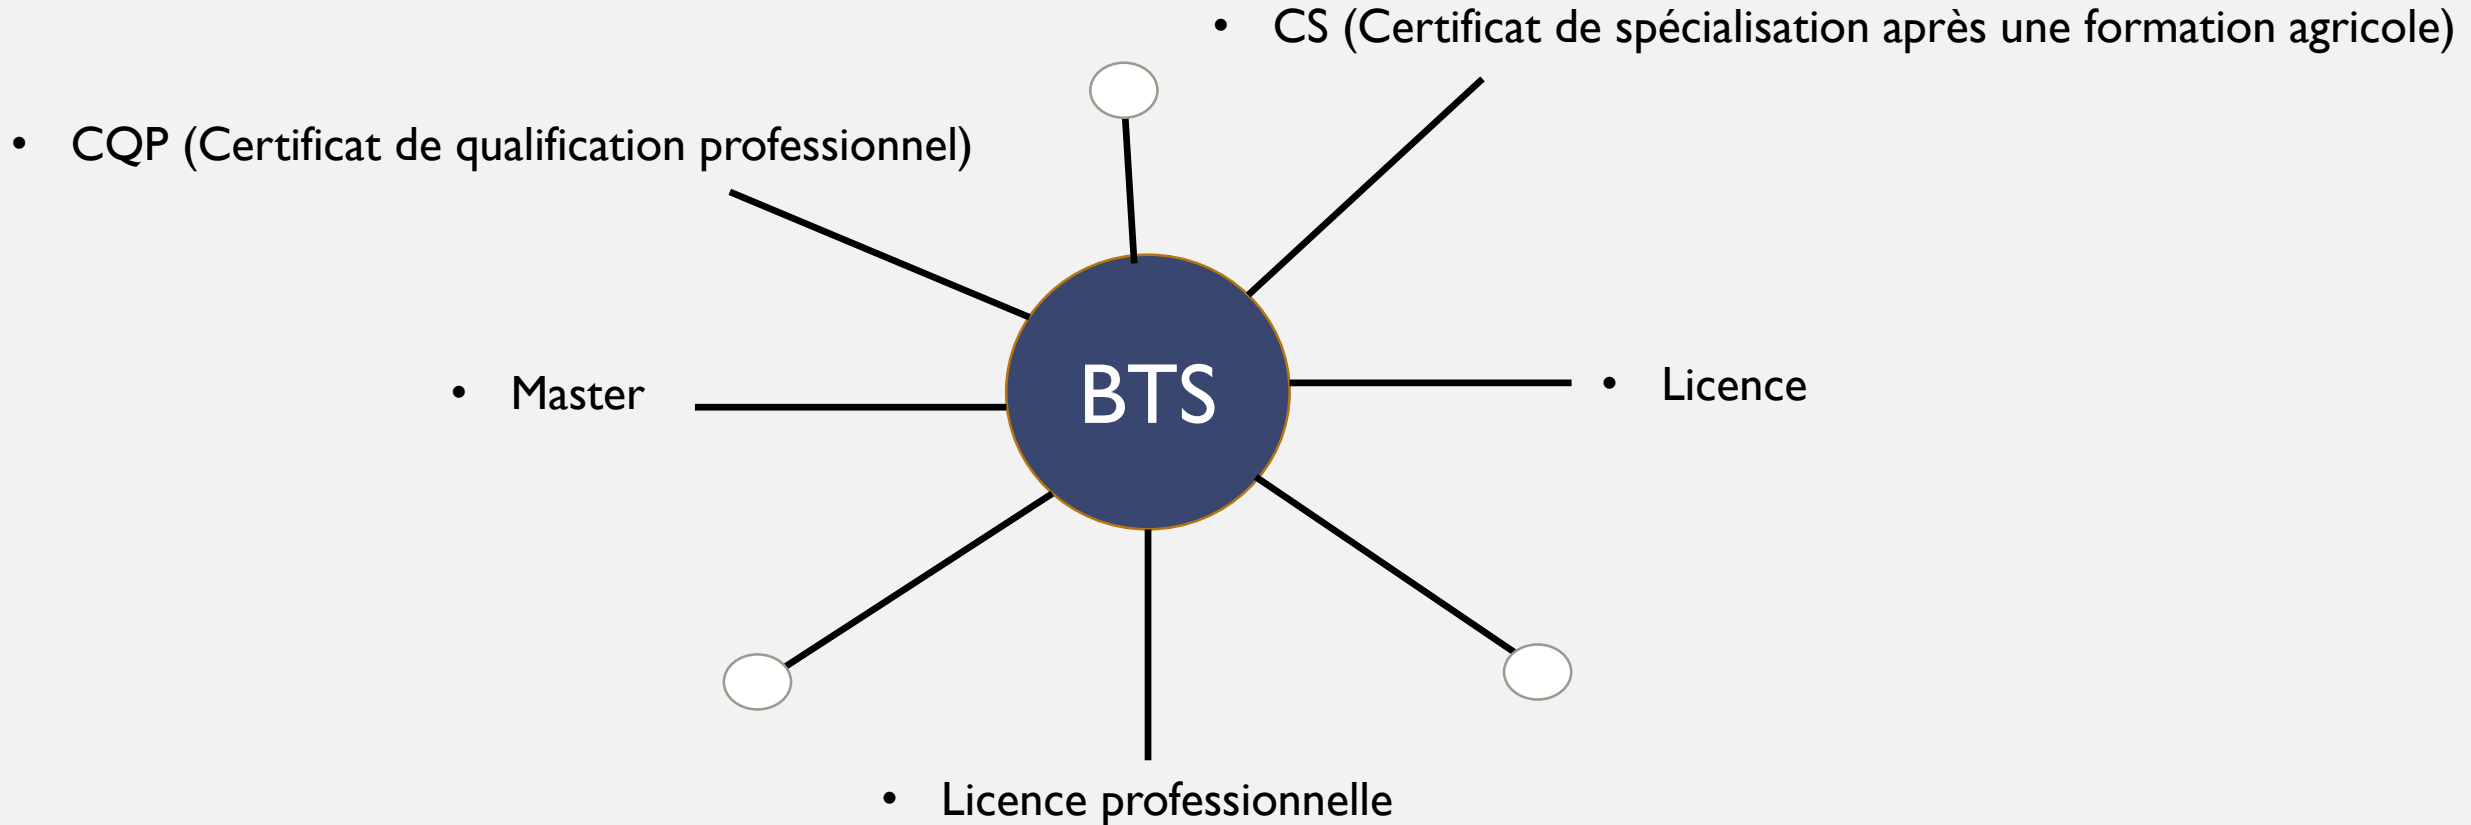 • CS (Certificat de spécialisation après une formation agricole)
• CQP (Certificat de qualification professionnel)
BTS
• Master
• Licence
• Licence professionnelle